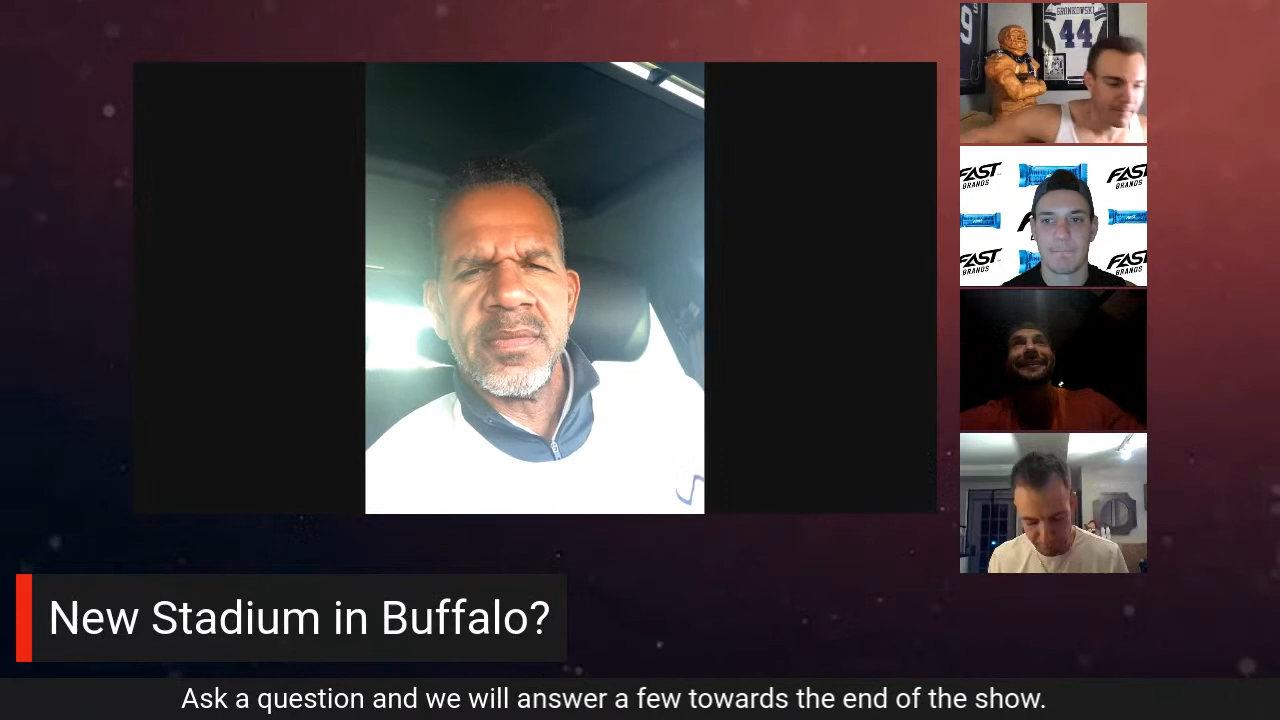 GRONKOWSKI
44
9
FAST
BRANDS
FAST
BRANDS
FAST
BRANDS
FAST
BRANDS
New Stadium in Buffalo?
Ask a question and we will answer a few towards the end of the show.